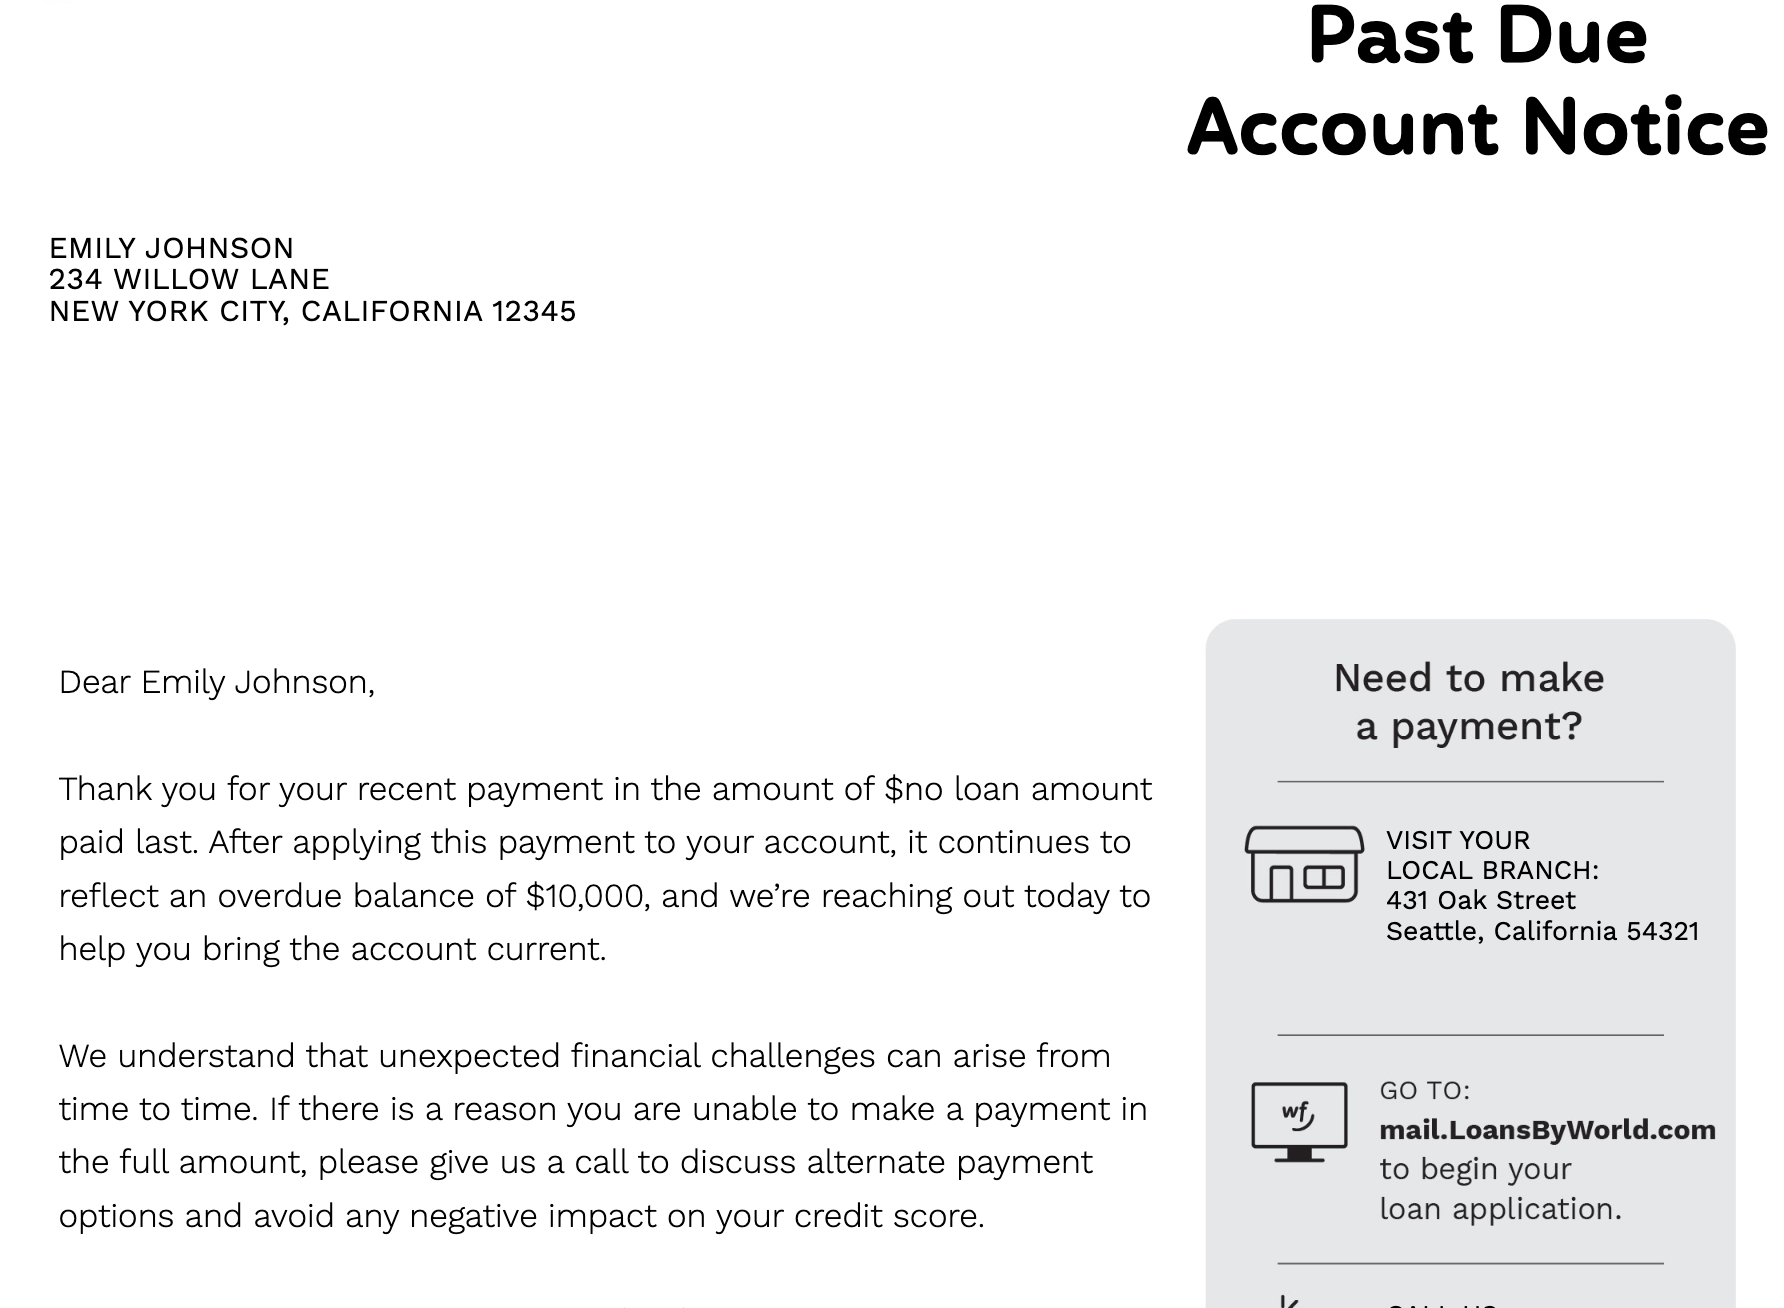 Past Due
Account Notice
EMILY JOHNSON
234 WILLOW LANE
NEW YORK CITY, CALIFORNIA 12345
Dear Emily Johnson,
Thank you for your recent payment in the amount of $no loan amount
paid last. After applying this payment to your account, it continues to
reflect an overdue balance of $10,000, and we’re reaching out today to
help you bring the account current.
We understand that unexpected financial challenges can arise from
time to time. If there is a reason you are unable to make a payment in
the full amount, please give us a call to discuss alternate payment
options and avoid any negative impact on your credit score.
Need to make
a payment?
VISIT YOUR
LOCAL BRANCH:
431 Oak Street
Seattle, California 54321
wf
GO TO:
mail.LoansByWorld.com
to begin your
loan application.